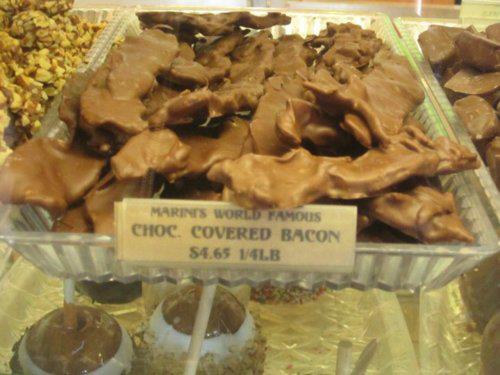 MARINI'S WORLD FAMOUS
CHOC. COVERED BACON
$4.65 1/4LB